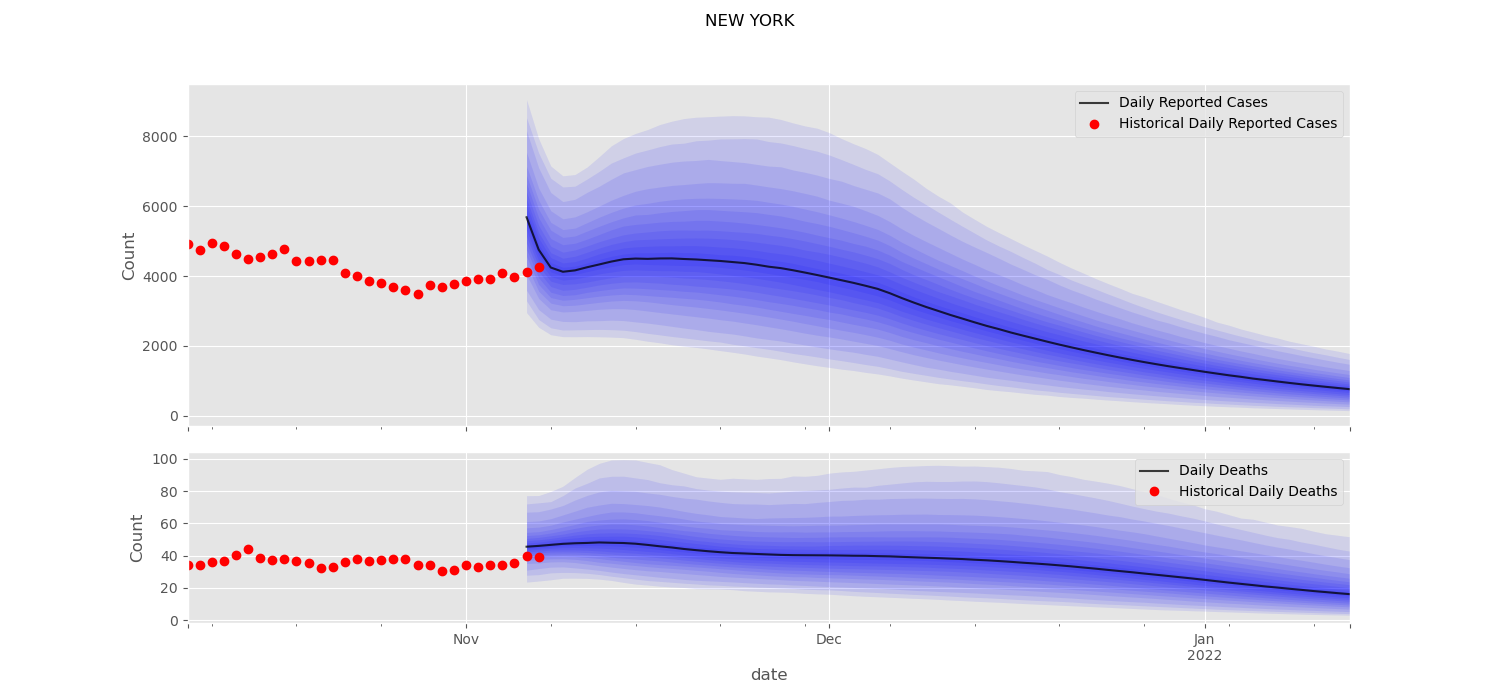 NEW YORK
Daily Reported Cases
Historical Daily Reported Cases
Count
8000
6000
4000
2000
0
Daily Deaths
Historical Daily Deaths
Count
100
80
60
40
20
0
Nov
Dec
Jan
2022
date